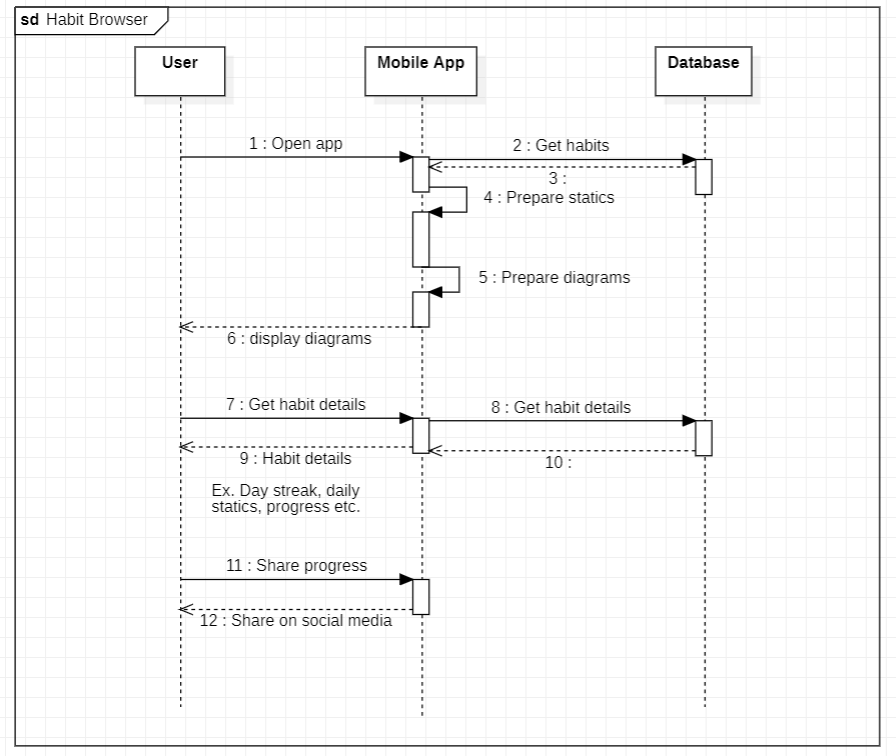 sd Habit Browser
User
Mobile App
Database
1 : Open app
2 : Get habits
3 :
4 : Prepare statics
5 : Prepare diagrams
6 : display diagrams
7 : Get habit details
8 : Get habit details
9 : Habit details
10 :
Ex. Day streak, daily
statics, progress etc.
11 : Share progress
12 : Share on social media